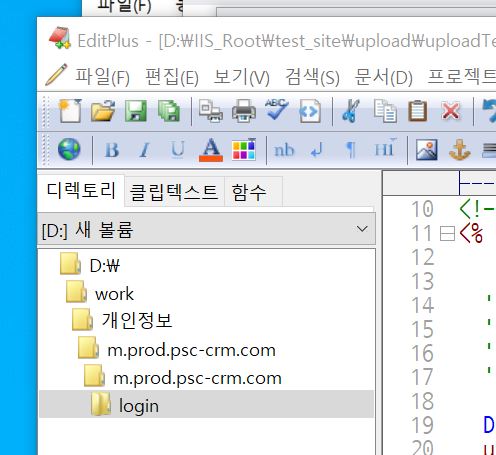 파일(F)
EditPlus - [D:₩IIS_Root₩test_site₩upload₩uploadTe
파일(F) 편집(E) 보기(V) 검색(S) 문서(D) 프로젝트
ABC
B I U A nb ¶ Hi
디렉토리 클립텍스트 함수
[D:] 새 볼륨
D:₩
work
개인정보
m.prod.psc-crm.com
m.prod.psc-crm.com
login
10 <!-
11 <%
12
13
14 '
15 '
16 '
17 '
18
19 D
20 u